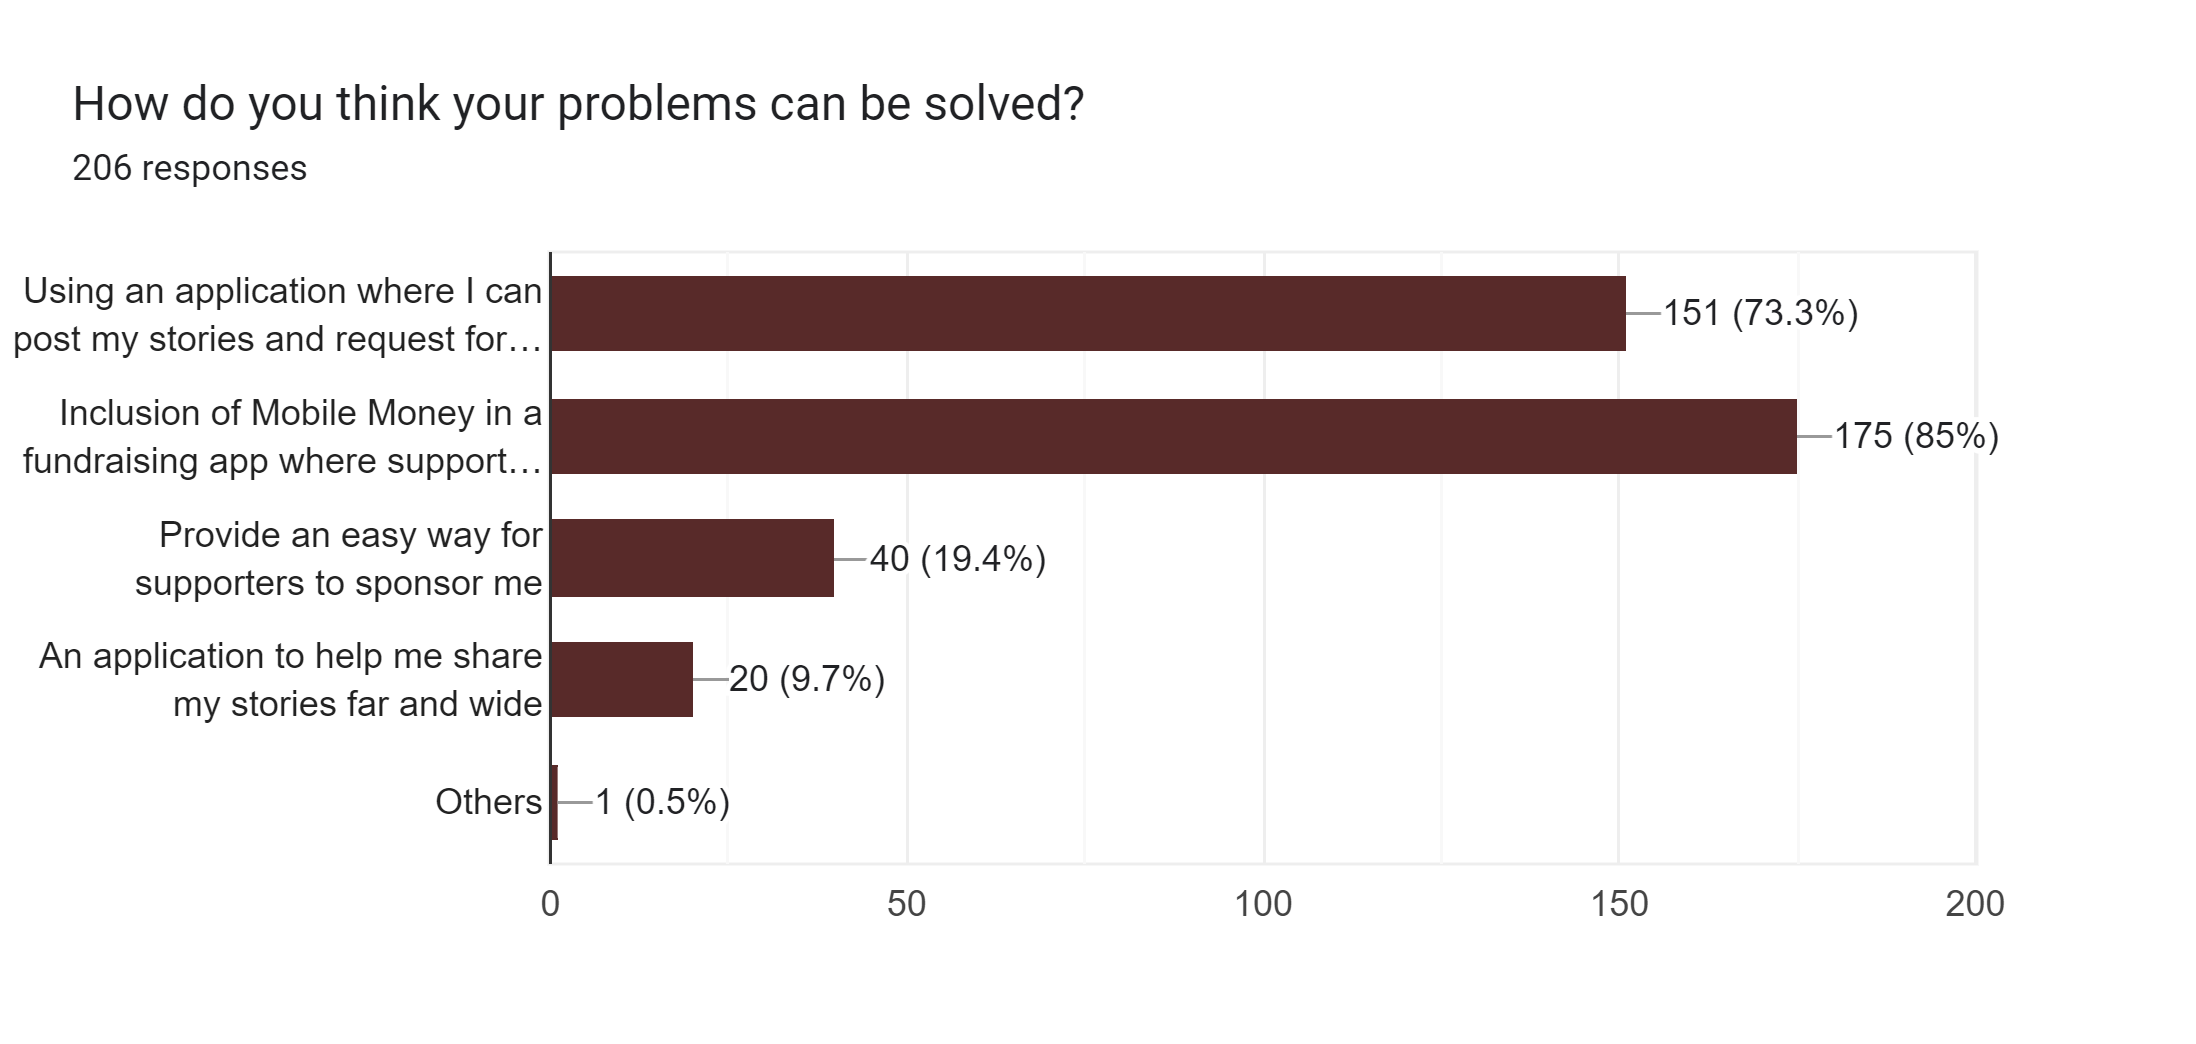 How do you think your problems can be solved?
206 responses
Using an application where I can
post my stories and request for…
151 (73.3%)
Inclusion of Mobile Money in a
fundraising app where support…
175 (85%)
Provide an easy way for
supporters to sponsor me
40 (19.4%)
An application to help me share
my stories far and wide
20 (9.7%)
Others
1 (0.5%)
0 50 100 150 200